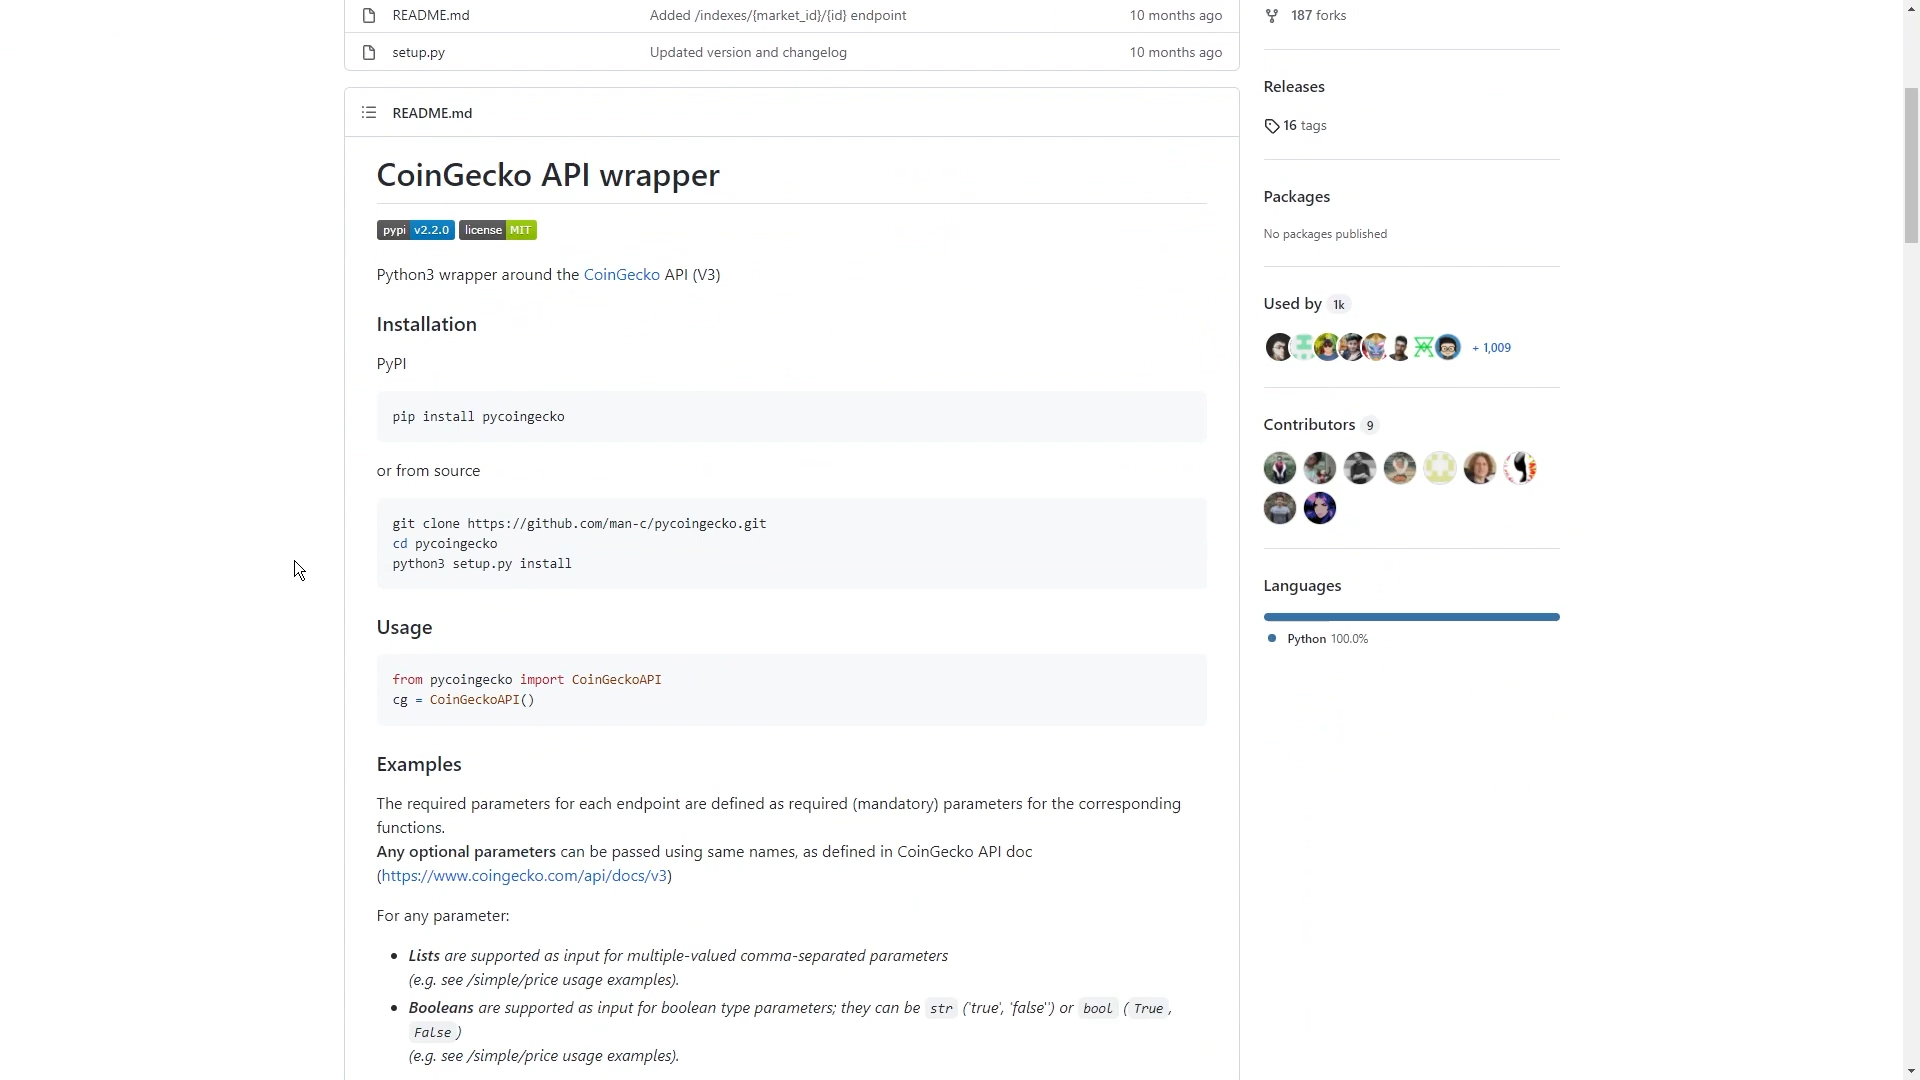 README.md Added /indexes/{market_id}/{id} endpoint 10 months ago
setup.py Updated version and changelog 10 months ago
README.md
CoinGecko API wrapper
pypi v2.2.0 license MIT
Python3 wrapper around the CoinGecko API (V3)
Installation
PyPI
pip install pycoingecko
or from source
git clone https://github.com/man-c/pycoingecko.git
cd pycoingecko
python3 setup.py install
Usage
from pycoingecko import CoinGeckoAPI
cg = CoinGeckoAPI()
Examples
The required parameters for each endpoint are defined as required (mandatory) parameters for the corresponding
functions.
Any optional parameters can be passed using same names, as defined in CoinGecko API doc
(https://www.coingecko.com/api/docs/v3)
For any parameter:
Lists are supported as input for multiple-valued comma-separated parameters
(e.g. see /simple/price usage examples).
Booleans are supported as input for boolean type parameters; they can be str ('true', 'false'') or bool (True,
False)
(e.g. see /simple/price usage examples).
187 forks
Releases
16 tags
Packages
No packages published
Used by 1k
+ 1,009
Contributors 9
Languages
Python 100.0%